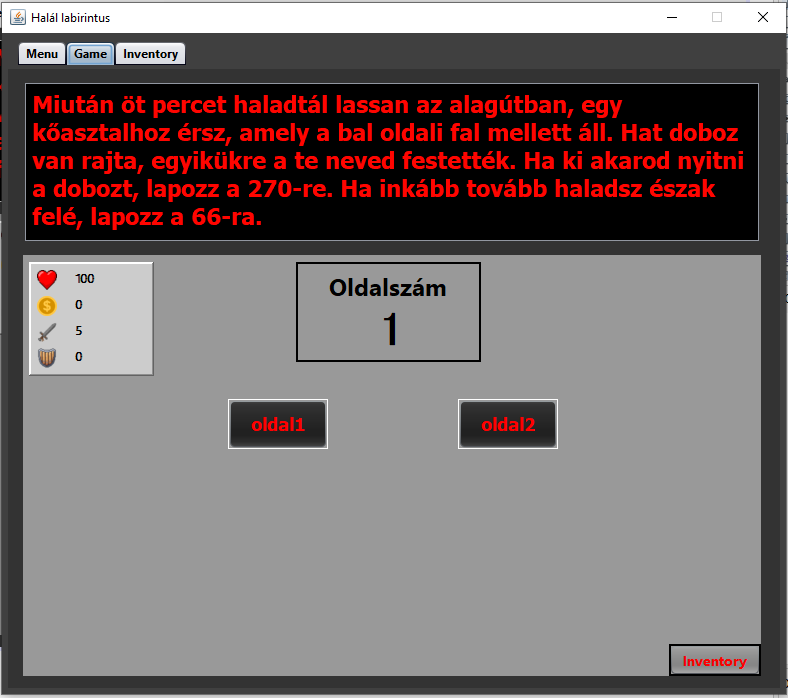 Halál labirintus
Menu Game Inventory
Miután öt percet haladtál lassan az alagútban, egy
kőasztalhoz érsz, amely a bal oldali fal mellett áll. Hat doboz
van rajta, egyikükre a te neved festették. Ha ki akarod nyitni
a dobozt, lapozz a 270-re. Ha inkább tovább haladsz észak
felé, lapozz a 66-ra.
100
0
5
0
Oldalszám
1
oldal1 oldal2
Inventory